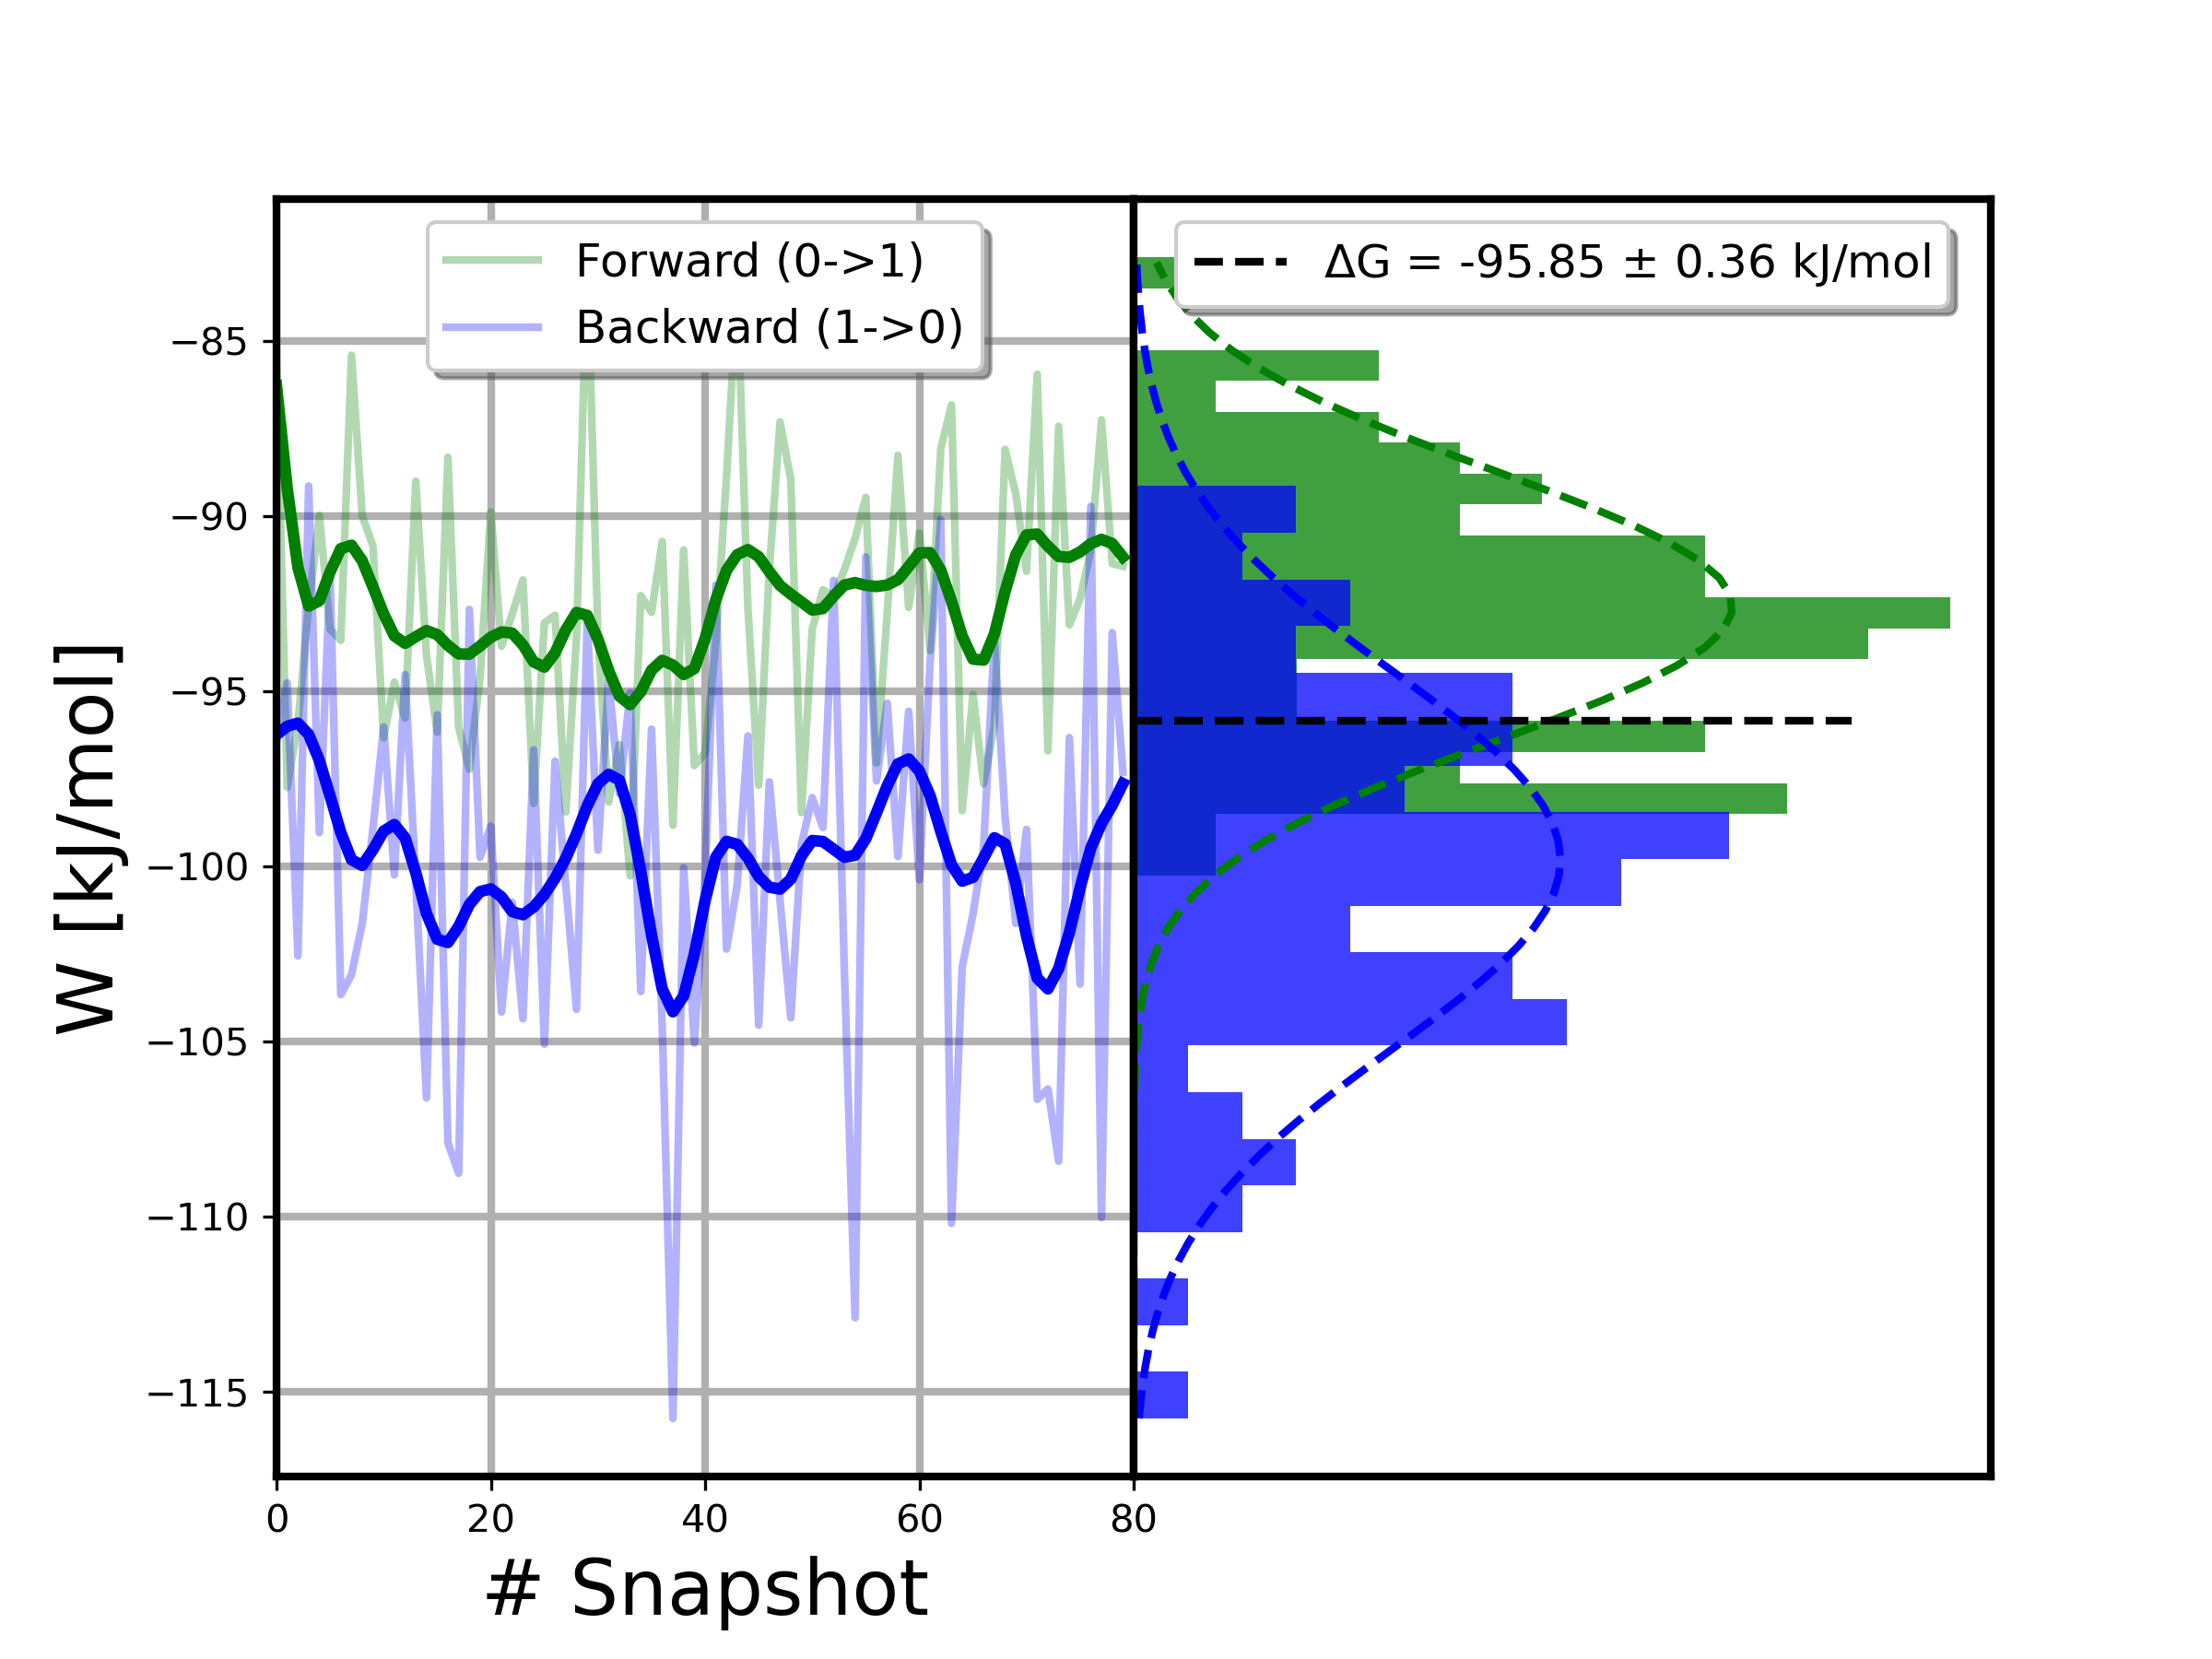 Forward (0->1)
Backward (1->0)
ΔG = -95.85 ± 0.36 kJ/mol
W [kJ/mol]
−85
−90
−95
−100
−105
−110
−115
0 20 40 60 80
# Snapshot